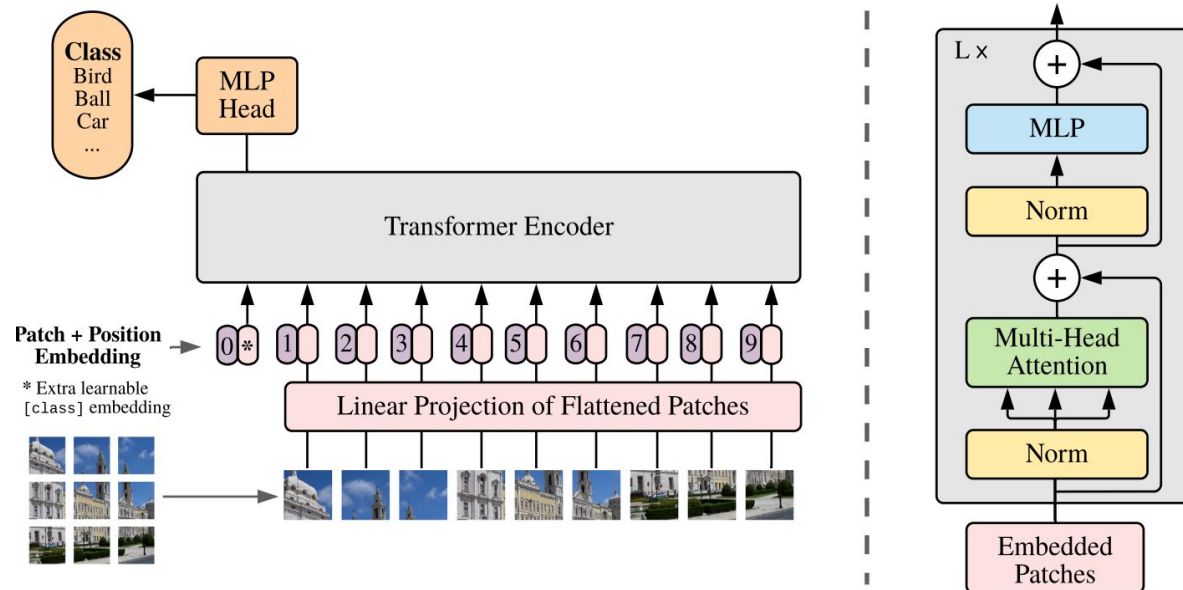 Class
Bird
Ball
Car
...
MLP
Head
Transformer Encoder
Patch + Position
Embedding
0 * 1 2 3 4 5 6 7 8 9
* Extra learnable
[class] embedding
Linear Projection of Flattened Patches
L x
+
MLP
Norm
+
Multi-Head
Attention
Norm
Embedded
Patches